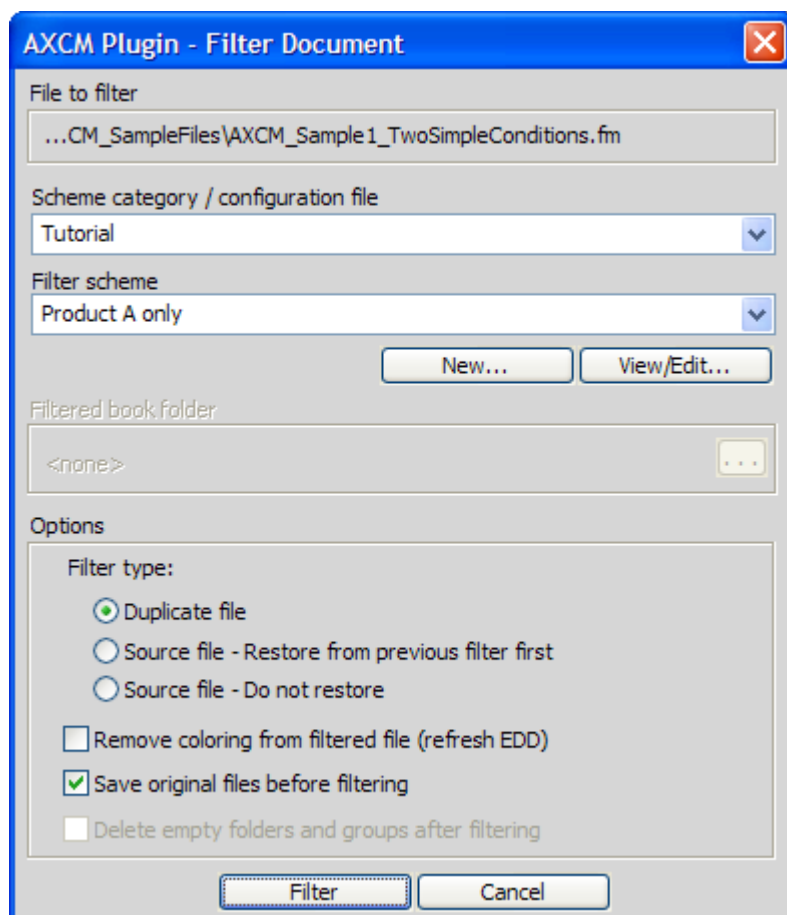 AXCM Plugin - Filter Document
File to filter
...CM_SampleFiles\AXCM_Sample1_TwoSimpleConditions.fm
Scheme category / configuration file
Tutorial
Filter scheme
Product A only
New... View/Edit...
Filtered book folder
<none> ...
Options
Filter type:
Duplicate file
Source file - Restore from previous filter first
Source file - Do not restore
Remove coloring from filtered file (refresh EDD)
Save original files before filtering
Delete empty folders and groups after filtering
Filter Cancel